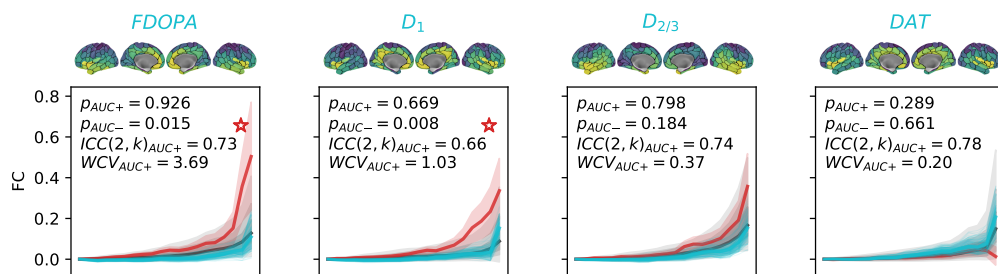 FDOPA
D1
D2/3
DAT
FC
0.8
0.6
0.4
0.2
0.0
pAUC+ = 0.926
pAUC− = 0.015
ICC(2, k)AUC+ = 0.73
WCVAUC+ = 3.69
pAUC+ = 0.669
pAUC− = 0.008
ICC(2, k)AUC+ = 0.66
WCVAUC+ = 1.03
pAUC+ = 0.798
pAUC− = 0.184
ICC(2, k)AUC+ = 0.74
WCVAUC+ = 0.37
pAUC+ = 0.289
pAUC− = 0.661
ICC(2, k)AUC+ = 0.78
WCVAUC+ = 0.20